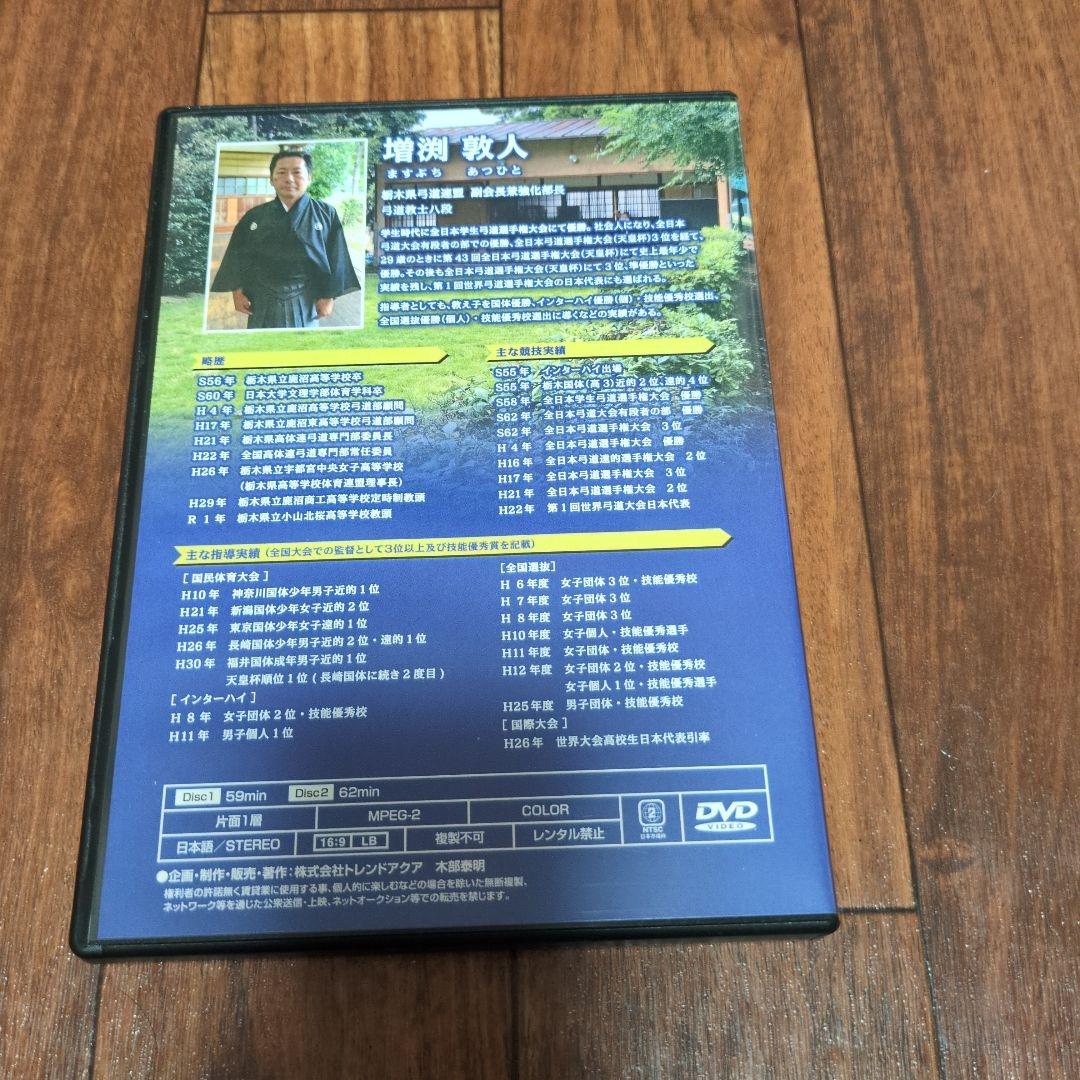 増渕 敦人
ますぶち あつひと
栃木県弓道連盟 副会長兼強化部長
弓道教士八段
学生時代に全日本学生弓道選手権大会にて優勝。社会人になり、全日本
弓道大会有段者の部での優勝、全日本弓道選手権大会(天皇杯)3位を経て、
29歳のときに第43回全日本弓道選手権大会(天皇杯)にて史上最年少で
優勝。その後も全日本弓道選手権大会(天皇杯)にて3位、準優勝といった
実績を残し、第1回世界弓道選手権大会の日本代表にも選ばれる。
指導者としても、教え子を国体優勝、インターハイ優勝(個)・技能優秀校選出、
全国選抜優勝(個人)・技能優秀校選出に導くなどの実績がある。
略歴
S56年 栃木県立鹿沼高等学校卒
S60年 日本大学文理学部体育学科卒
H4年 栃木県立鹿沼高等学校弓道部顧問
H17年 栃木県立鹿沼東高等学校弓道部顧問
H21年 栃木県高体連弓道専門部委員長
H22年 全国高体連弓道専門部常任委員
H26年 栃木県立宇都宮中央女子高等学校
(栃木県高等学校体育連盟理事長)
H29年 栃木県立鹿沼商工高等学校定時制教頭
R1年 栃木県立小山北桜高等学校教頭
主な競技実績
S55年 インターハイ出場
S55年 栃木国体(高3)近的2位、遠的4位
S58年 全日本学生弓道選手権大会 優勝
S62年 全日本弓道大会有段者の部 優勝
S62年 全日本弓道選手権大会 3位
H4年 全日本弓道選手権大会 優勝
H16年 全日本弓道遠的選手権大会 2位
H17年 全日本弓道選手権大会 3位
H21年 全日本弓道選手権大会 2位
H22年 第1回世界弓道大会日本代表
主な指導実績(全国大会での監督として3位以上及び技能優秀賞を記載)
[国民体育大会]
H10年 神奈川国体少年男子近的1位
H21年 新潟国体少年女子近的2位
H25年 東京国体少年女子遠的1位
H26年 長崎国体少年男子近的2位・遠的1位
H30年 福井国体成年男子近的1位
天皇杯順位1位(長崎国体に続き2度目)
[インターハイ]
H8年 女子団体2位・技能優秀校
H11年 男子個人1位
[全国選抜]
H6年度 女子団体3位・技能優秀校
H7年度 女子団体3位
H8年度 女子団体3位
H10年度 女子個人・技能優秀選手
H11年度 女子団体・技能優秀校
H12年度 女子団体2位・技能優秀校
女子個人1位・技能優秀選手
H25年度 男子団体・技能優秀校
[国際大会]
H26年 世界大会高校生日本代表引率
Disc1 59min Disc2 62min
片面1層 MPEG-2 COLOR
日本語/STEREO 16:9 LB 複製不可 レンタル禁止
2 NTSC 日本市場向
DVD VIDEO
●企画・制作・販売・著作:株式会社トレンドアクア 木部泰明
権利者の許諾無く賃貸業に使用する事、個人的に楽しむなどの場合を除いた無断複製、
ネットワーク等を通じた公衆送信・上映、ネットオークション等での転売を禁じます。